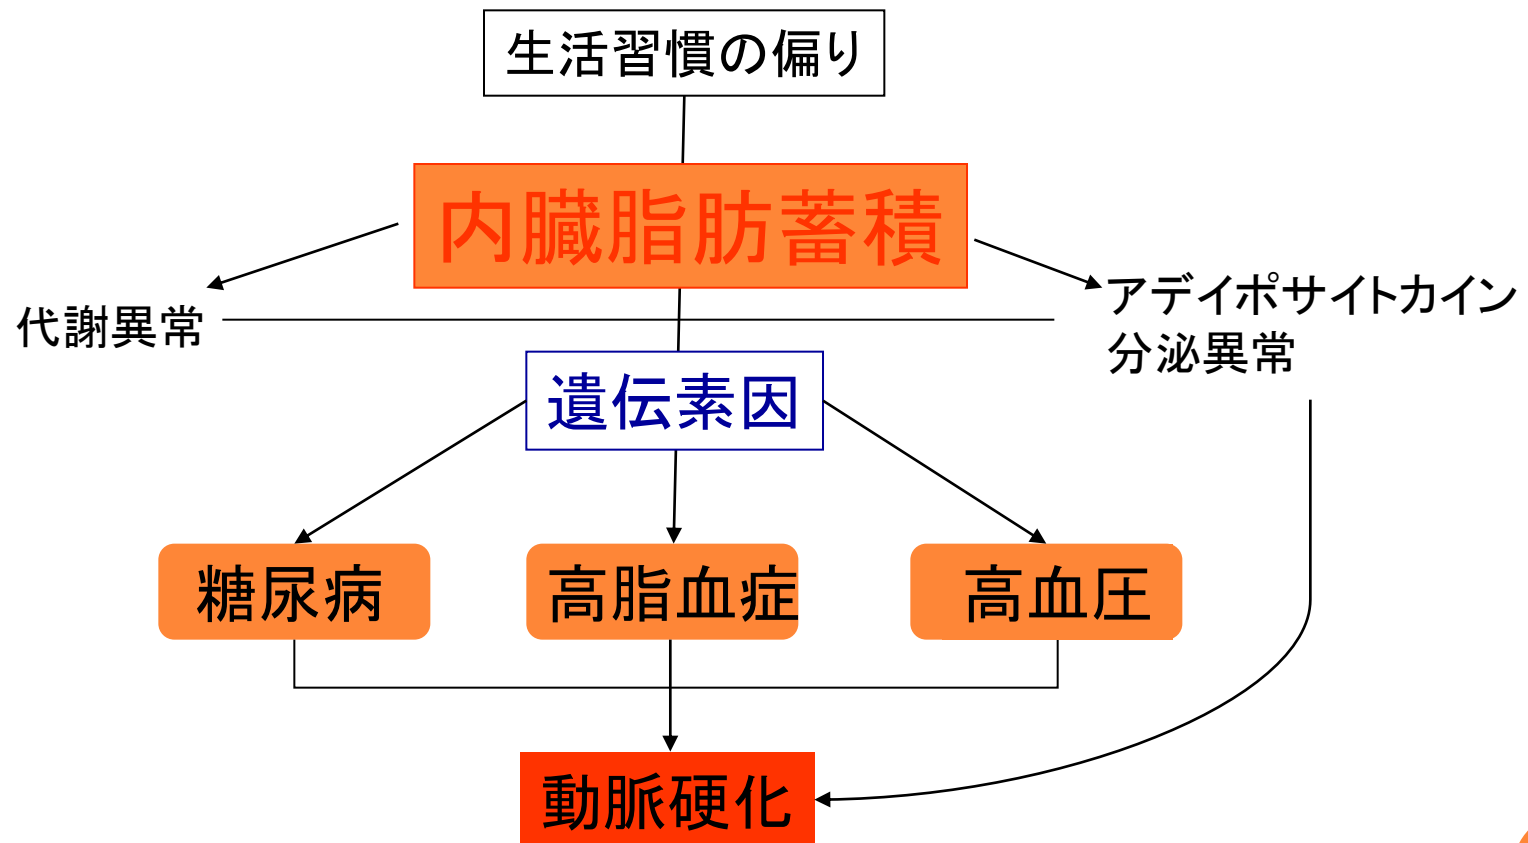 生活習慣の偏り
内臓脂肪蓄積
代謝異常
アディポサイトカイン
分泌異常
遺伝素因
糖尿病
高脂血症
高血圧
動脈硬化